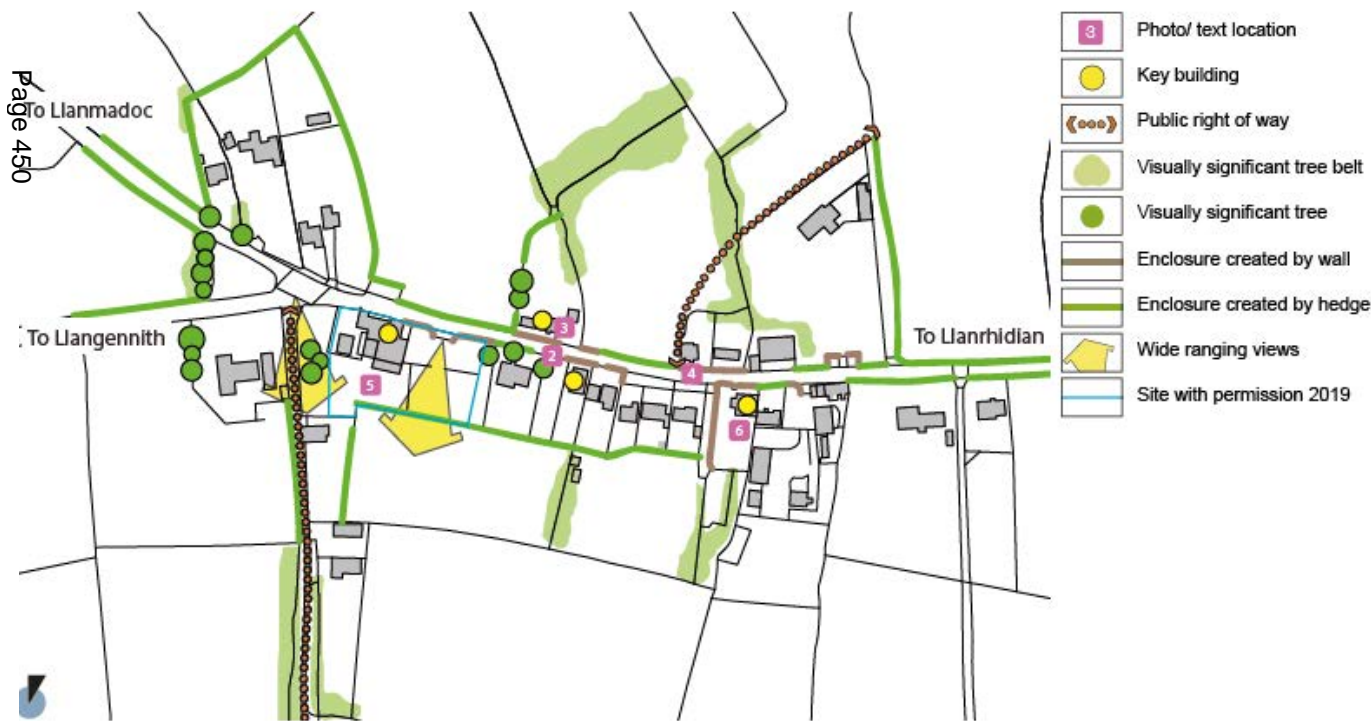 Page 450
To Llanmadoc
To Llangennith
To Llanrhidian
3
2
4
5
6
3
Photo/ text location
Key building
Public right of way
Visually significant tree belt
Visually significant tree
Enclosure created by wall
Enclosure created by hedge
Wide ranging views
Site with permission 2019